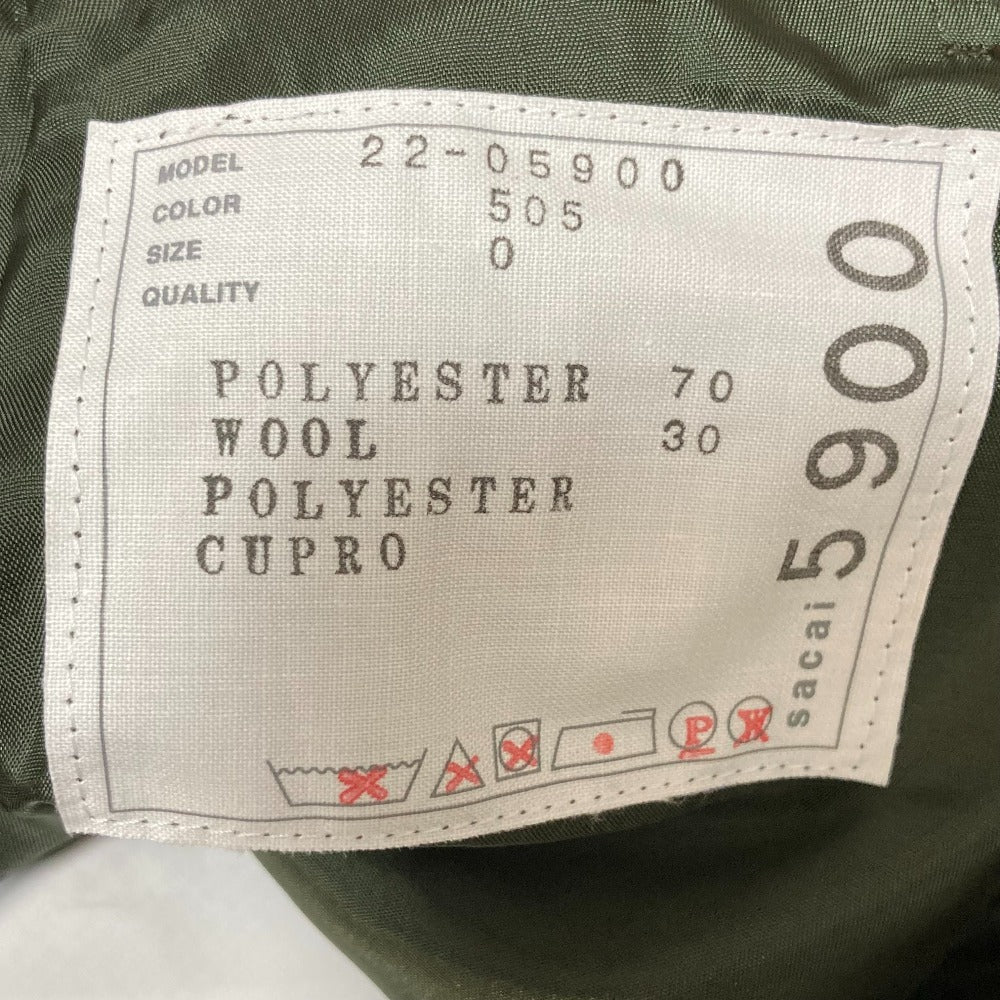 MODEL 22-05900
COLOR 505
SIZE 0
QUALITY
POLYESTER 70
WOOL 30
POLYESTER
CUPRO
sacai 5900
P W